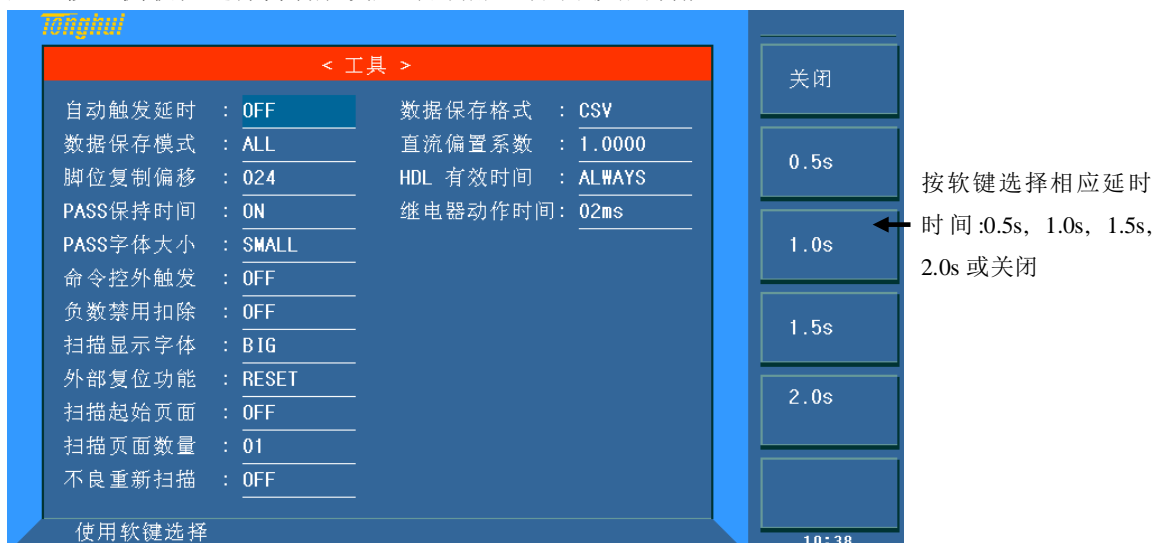 Tonghui
< 工具 >
自动触发延时 : OFF
数据保存模式 : ALL
脚位复制偏移 : 024
PASS保持时间 : ON
PASS字体大小 : SMALL
命令控外触发 : OFF
负数禁用扣除 : OFF
扫描显示字体 : BIG
外部复位功能 : RESET
扫描起始页面 : OFF
扫描页面数量 : 01
不良重新扫描 : OFF
数据保存格式 : CSV
直流偏置系数 : 1.0000
HDL 有效时间 : ALWAYS
继电器动作时间: 02ms
使用软键选择
关闭
0.5s
1.0s
1.5s
2.0s
10:38
按软键选择相应延时
时间:0.5s, 1.0s, 1.5s,
2.0s 或关闭